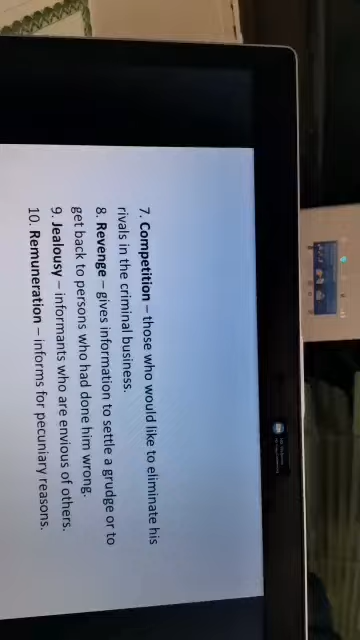 7. Competition – those who would like to eliminate his
rivals in the criminal business.
8. Revenge – gives information to settle a grudge or to
get back to persons who had done him wrong.
9. Jealousy – informants who are envious of others.
10. Remuneration – informs for pecuniary reasons.